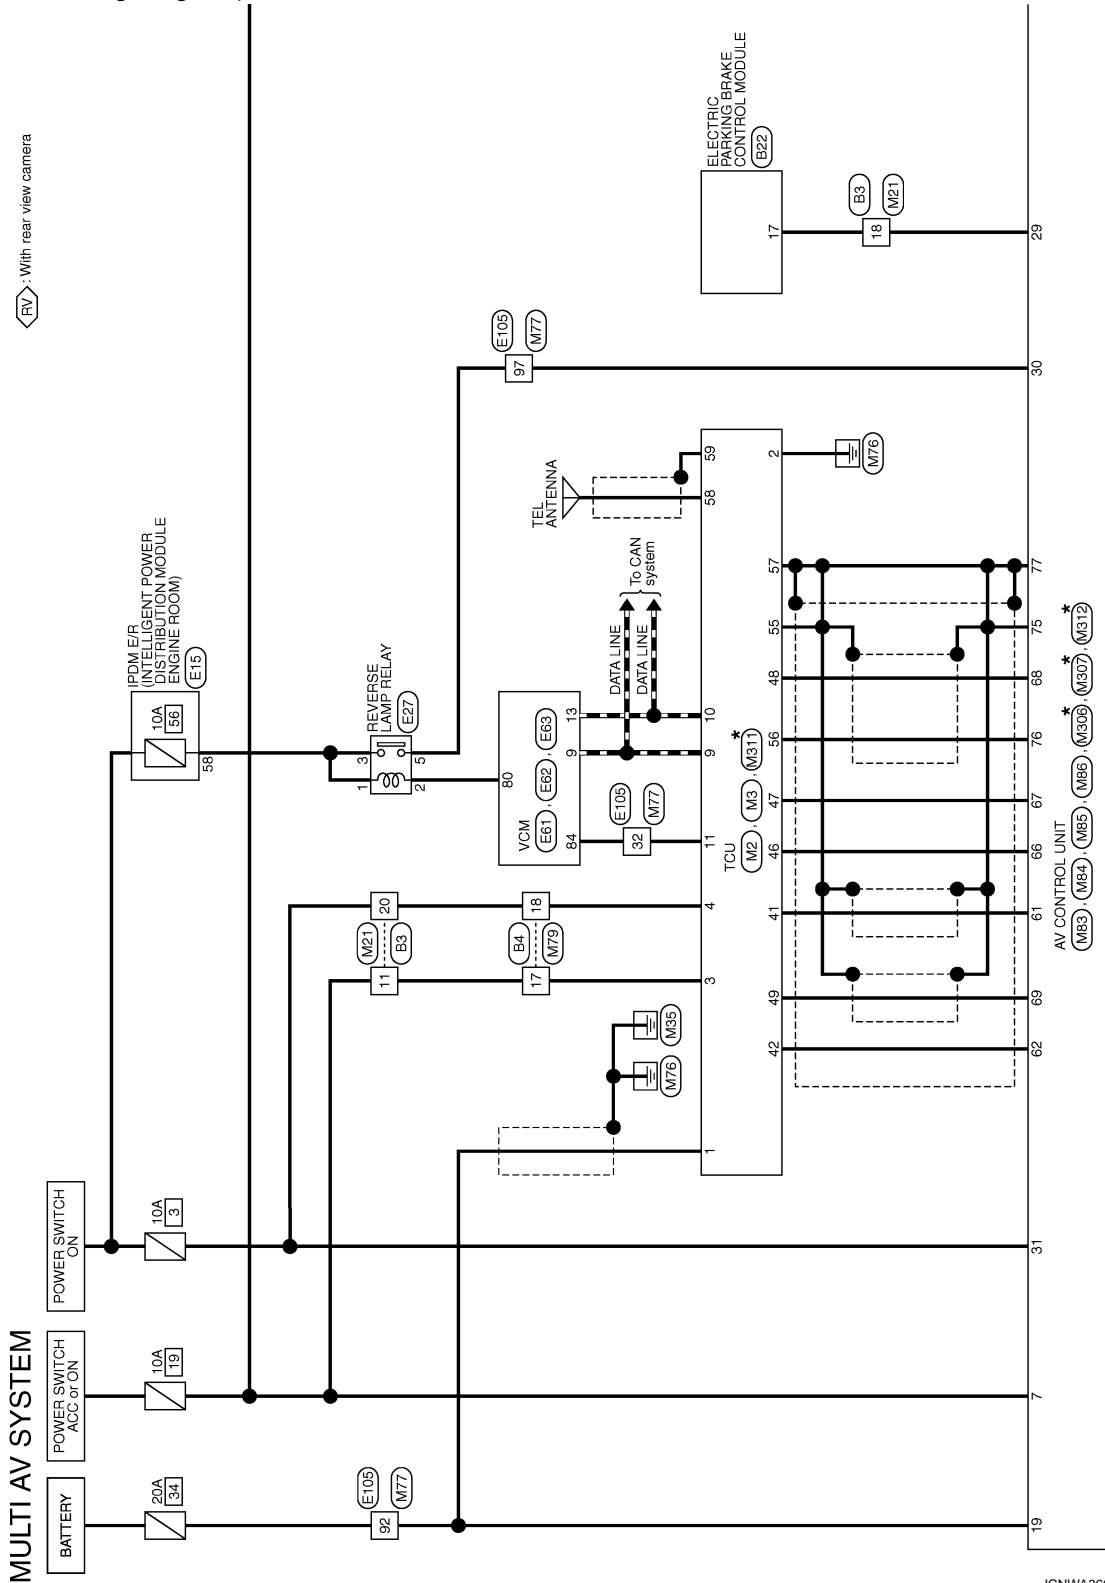 MULTI AV SYSTEM
RV : With rear view camera
BATTERY
POWER SWITCH
ACC or ON
POWER SWITCH
ON
20A
34
10A
19
10A
3
IPDM E/R
(INTELLIGENT POWER
DISTRIBUTION MODULE
ENGINE ROOM)
E15
10A
56
58
REVERSE
LAMP RELAY
E27
1
3
2
5
E105
92
M77
M21
20
11
B3
B4
18
17
M79
VCM
E61 , E62 , E63
80
84
9
13
E105
32
M77
DATA LINE
DATA LINE
To CAN
system
TEL
ANTENNA
E105
97
M77
M76
M35
1
3
4
11
9
10
58
59
TCU
M2 , M3 , M311 *
42
49
41
46
47
56
48
55
57
2
M76
ELECTRIC
PARKING BRAKE
CONTROL MODULE
B22
17
B3
18
M21
19
7
31
62
69
61
66
67
76
68
75
77
30
29
AV CONTROL UNIT
M83 , M84 , M85 , M86 , M306 * , M307 * , M312 *